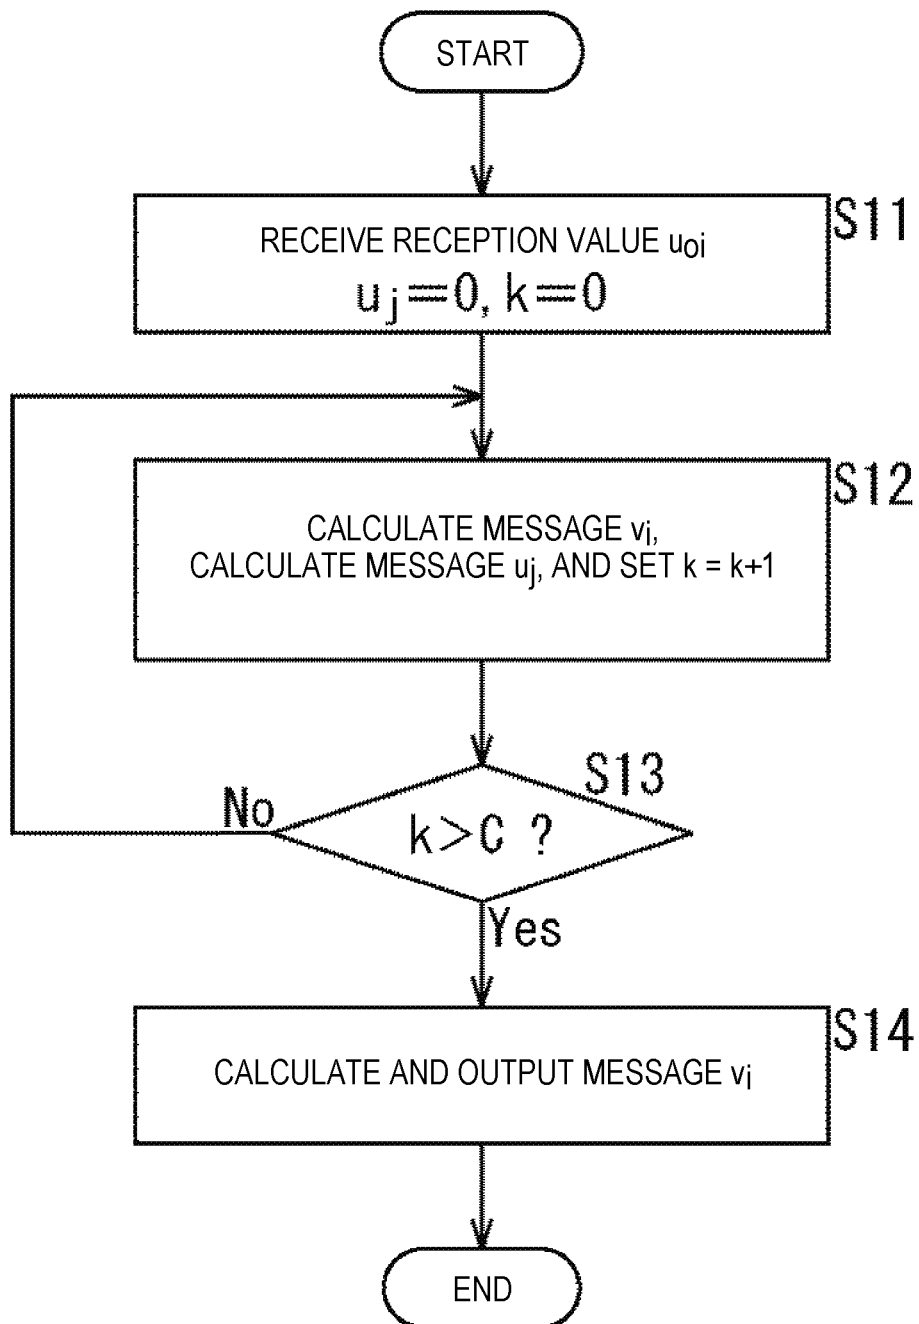 START
S11
RECEIVE RECEPTION VALUE u₀ᵢ
uⱼ=0, k=0
S12
CALCULATE MESSAGE vᵢ,
CALCULATE MESSAGE uⱼ, AND SET k = k+1
S13
No
k>C ?
Yes
S14
CALCULATE AND OUTPUT MESSAGE vᵢ
END